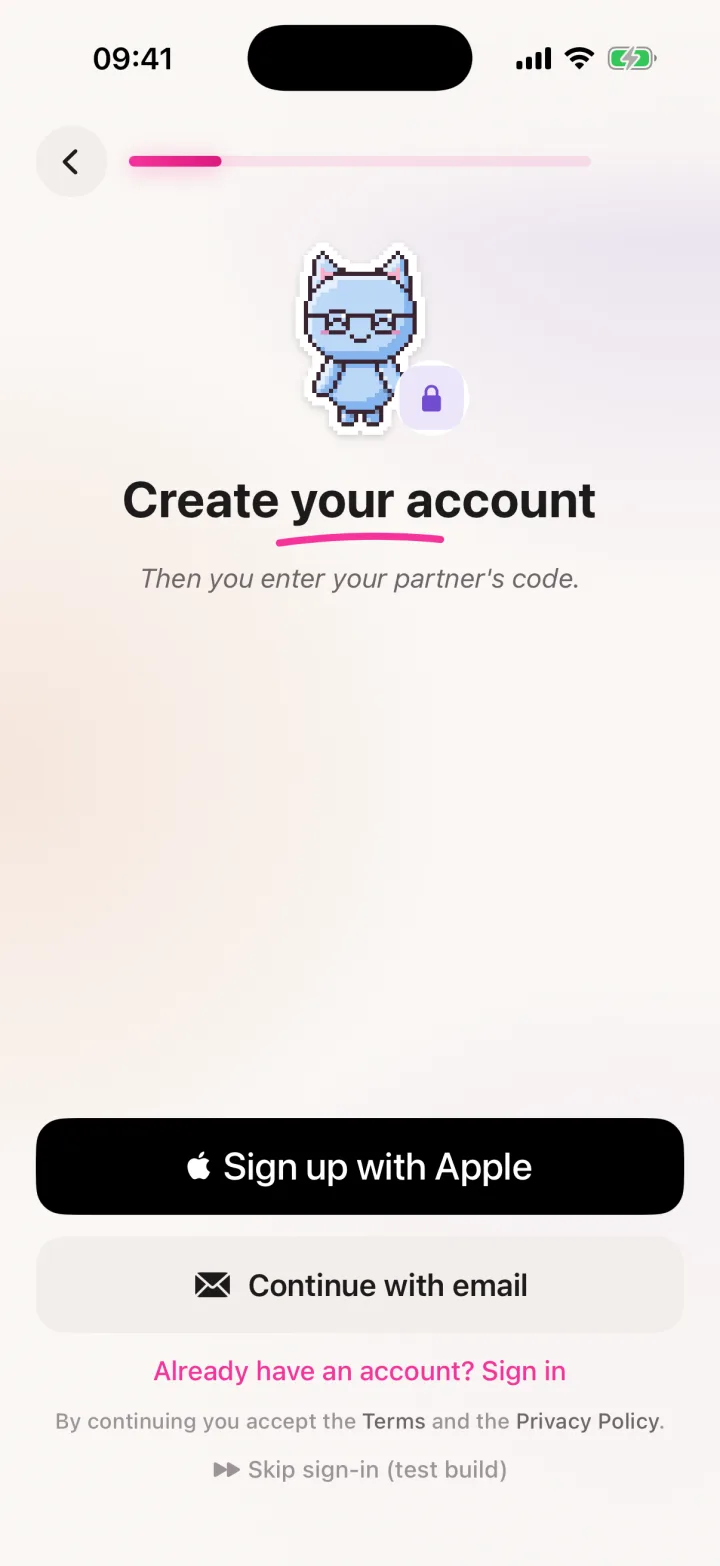 09:41
Create your account
Then you enter your partner's code.
Sign up with Apple
Continue with email
Already have an account? Sign in
By continuing you accept the Terms and the Privacy Policy.
Skip sign-in (test build)